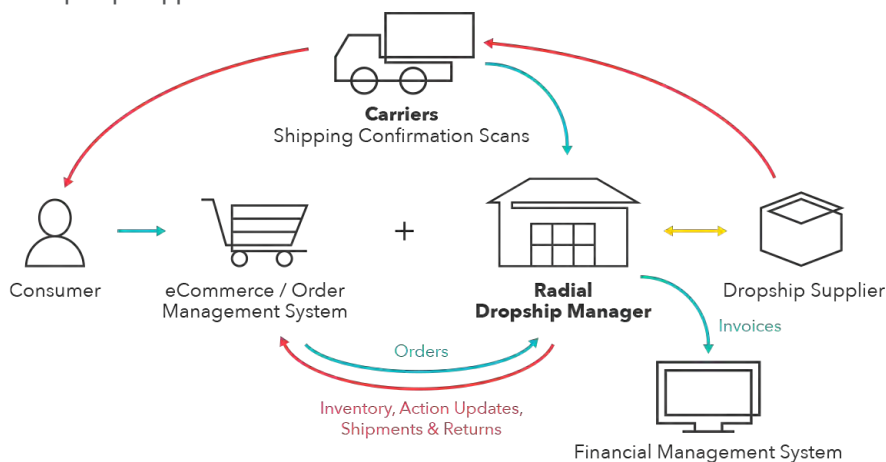 Carriers
Shipping Confirmation Scans
Consumer
eCommerce / Order
Management System
+
Radial
Dropship Manager
Dropship Supplier
Invoices
Orders
Inventory, Action Updates,
Shipments & Returns
Financial Management System